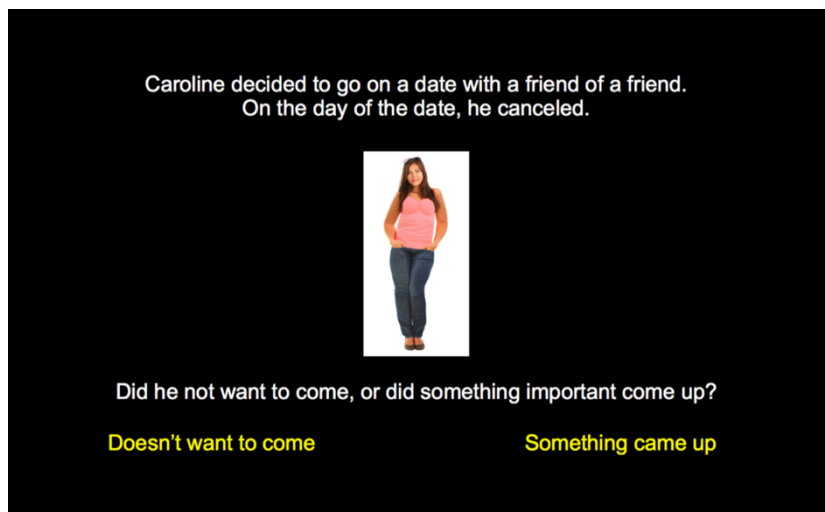 Caroline decided to go on a date with a friend of a friend.
On the day of the date, he canceled.
Did he not want to come, or did something important come up?
Doesn't want to come
Something came up